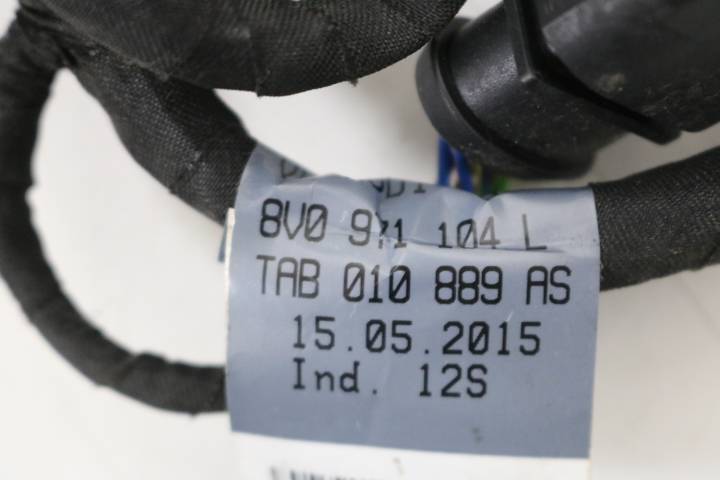 8V0 971 104 L
TAB 010 889 AS
15.05.2015
Ind. 12S